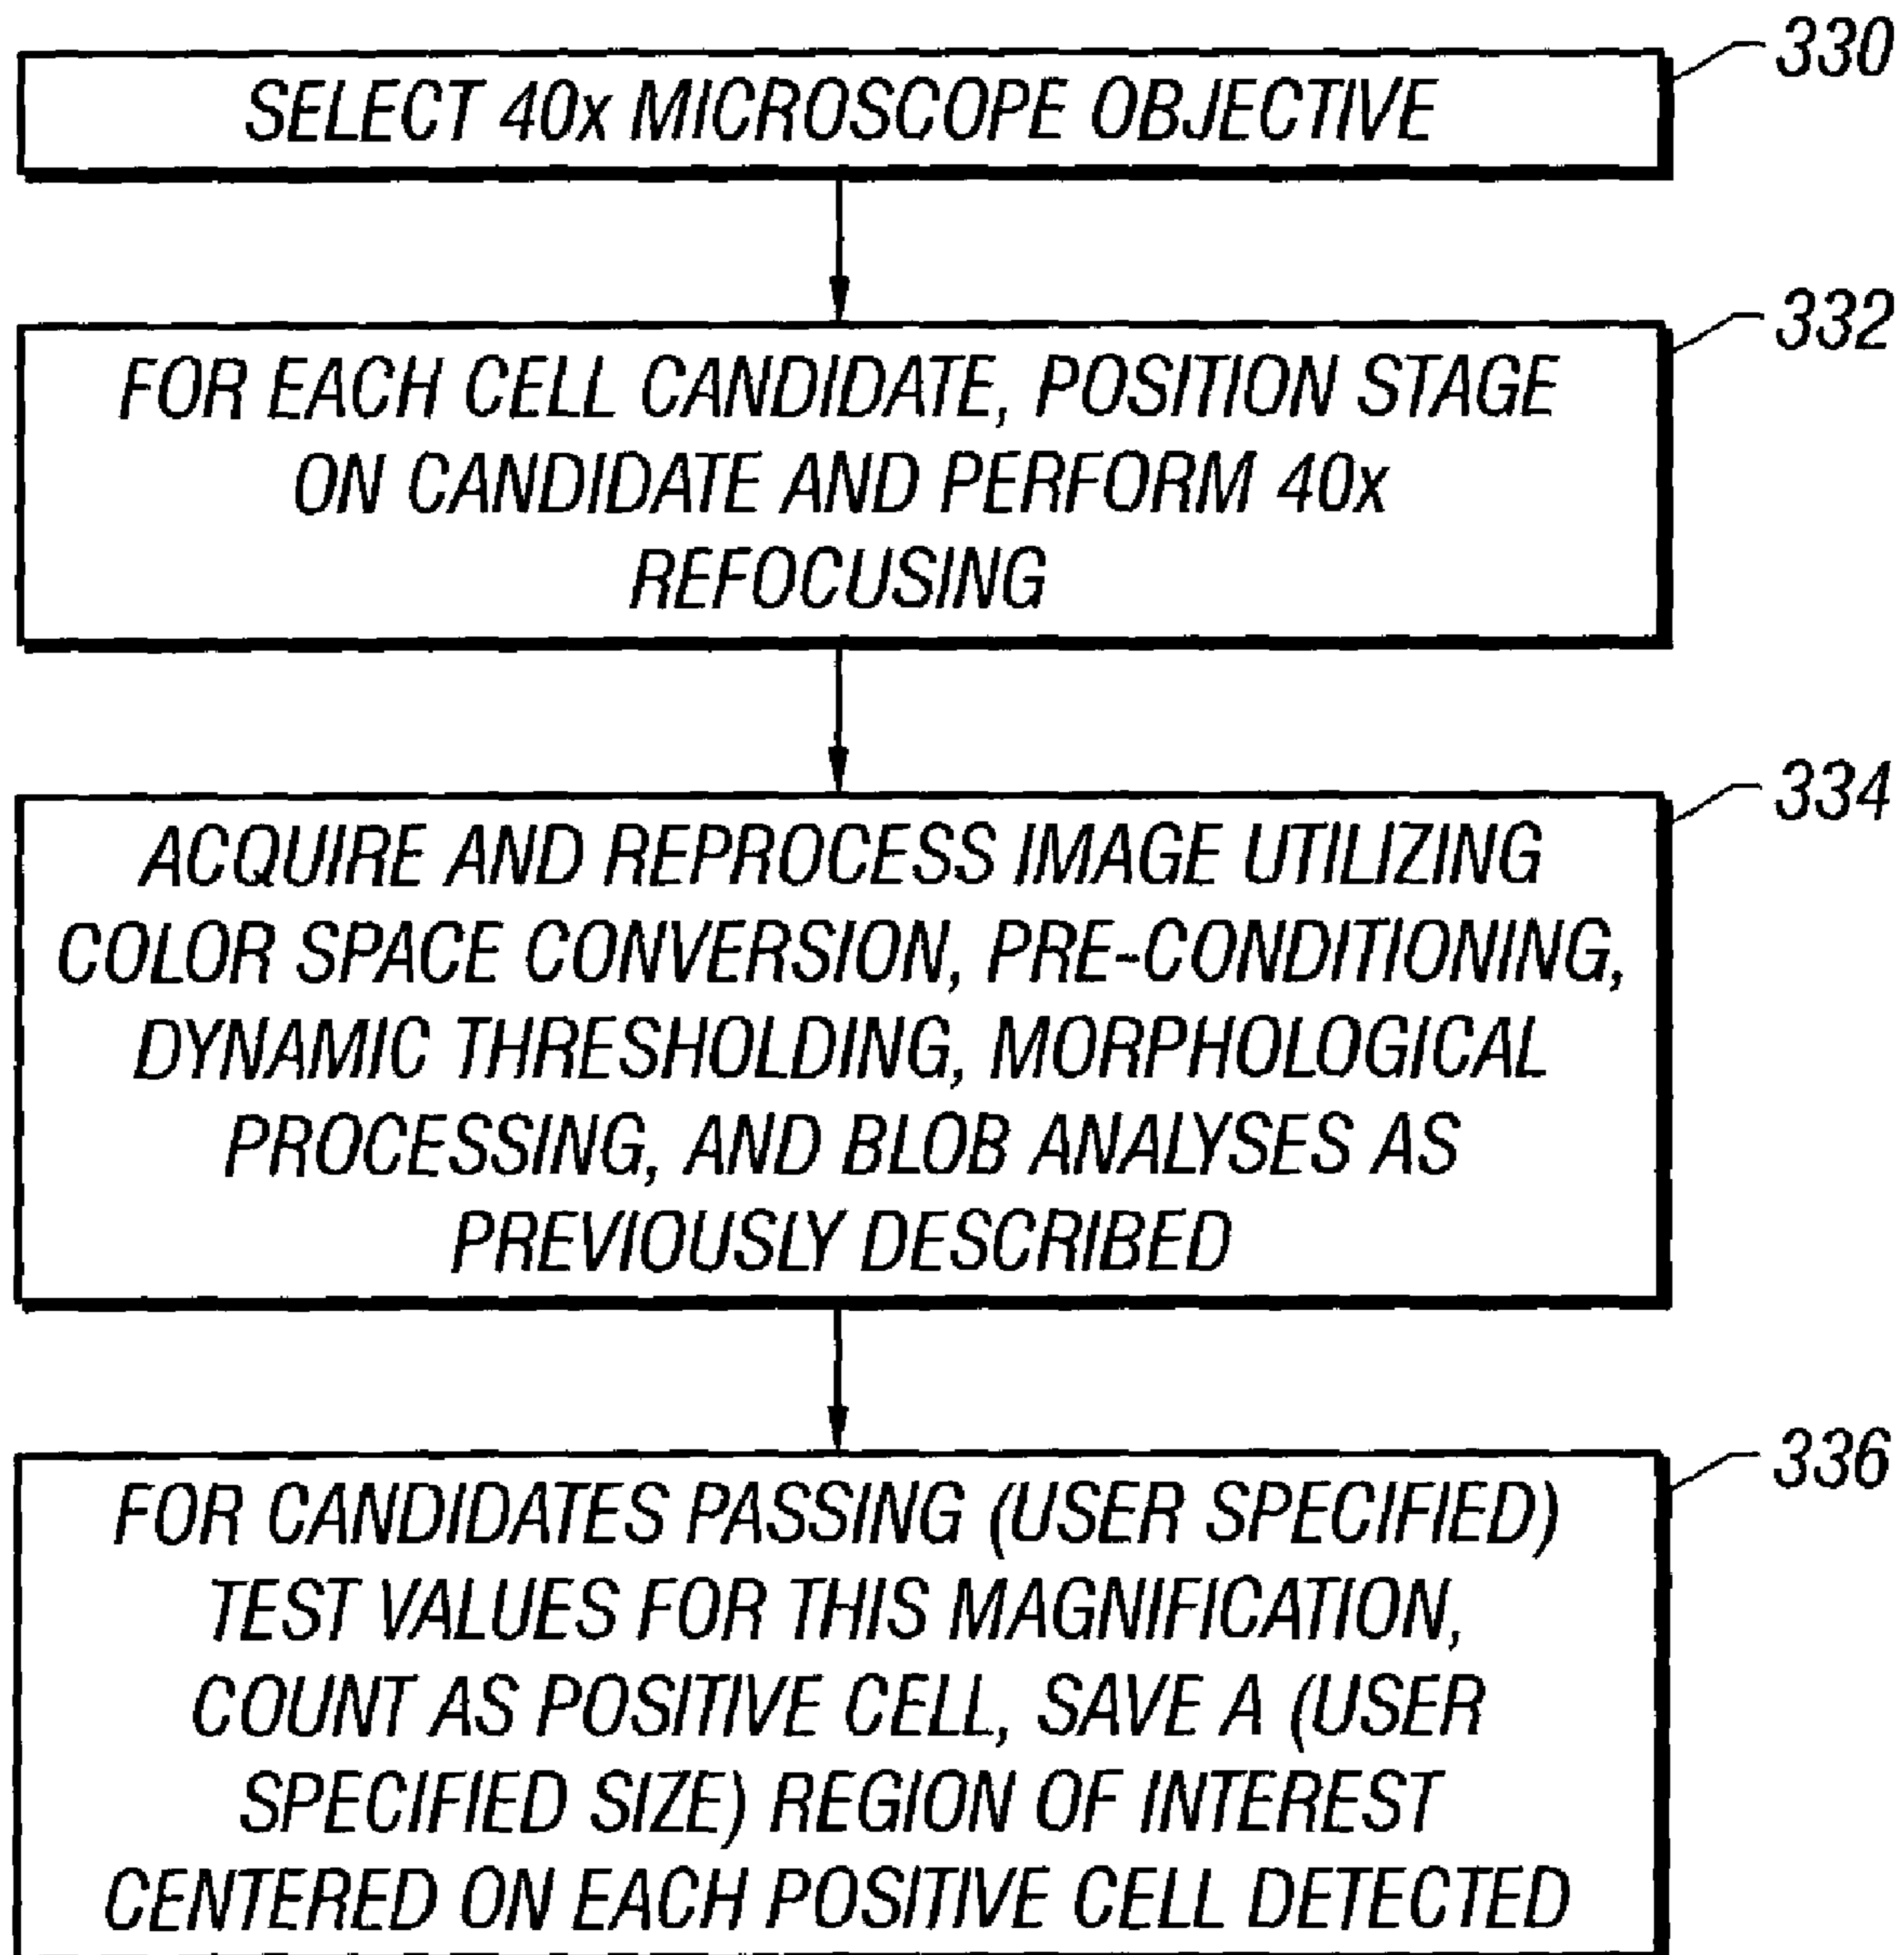 330
SELECT 40x MICROSCOPE OBJECTIVE
332
FOR EACH CELL CANDIDATE, POSITION STAGE
ON CANDIDATE AND PERFORM 40x
REFOCUSING
334
ACQUIRE AND REPROCESS IMAGE UTILIZING
COLOR SPACE CONVERSION, PRE-CONDITIONING,
DYNAMIC THRESHOLDING, MORPHOLOGICAL
PROCESSING, AND BLOB ANALYSES AS
PREVIOUSLY DESCRIBED
336
FOR CANDIDATES PASSING (USER SPECIFIED)
TEST VALUES FOR THIS MAGNIFICATION,
COUNT AS POSITIVE CELL, SAVE A (USER
SPECIFIED SIZE) REGION OF INTEREST
CENTERED ON EACH POSITIVE CELL DETECTED